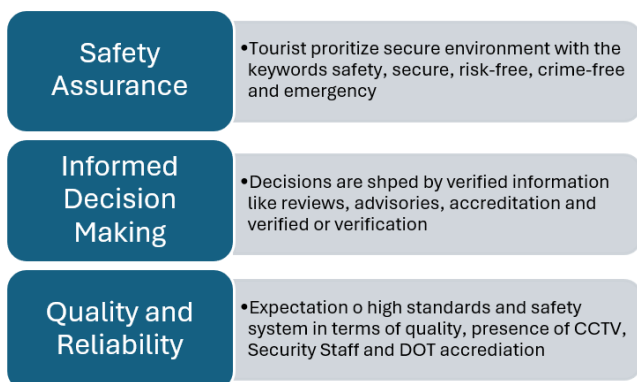 Safety
Assurance
•Tourist proritize secure environment with the
keywords safety, secure, risk-free, crime-free
and emergency
Informed
Decision
Making
•Decisions are shped by verified information
like reviews, advisories, accreditation and
verified or verification
Quality and
Reliability
•Expectation o high standards and safety
system in terms of quality, presence of CCTV,
Security Staff and DOT accrediation